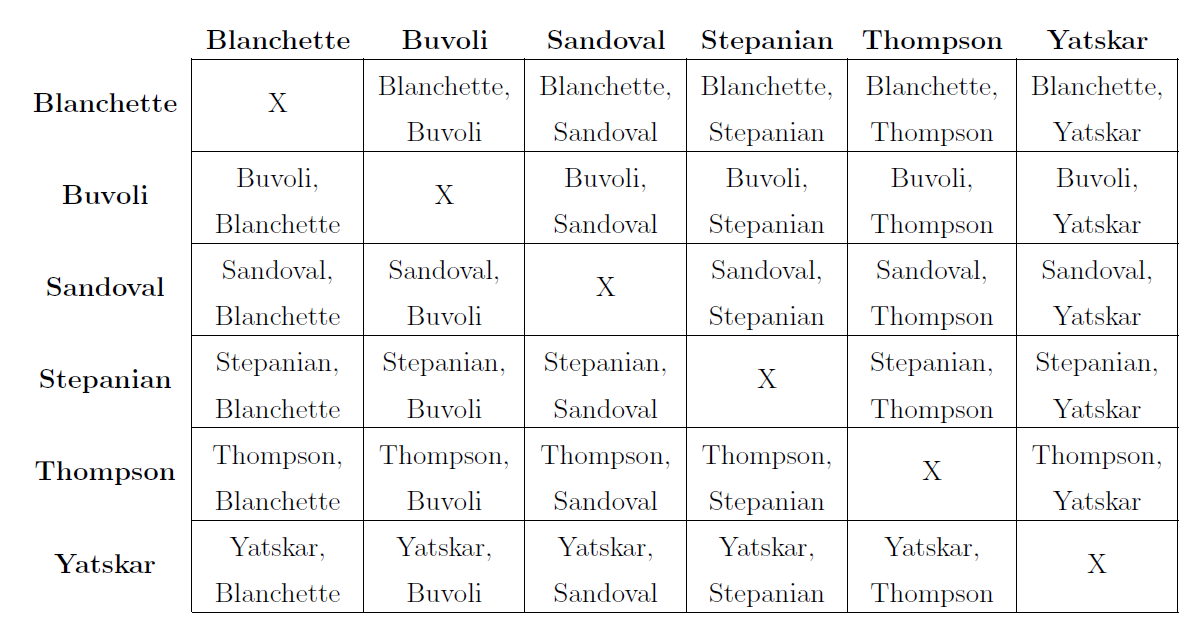 Blanchette Buvoli Sandoval Stepanian Thompson Yatskar
Blanchette X Blanchette, Buvoli Blanchette, Sandoval Blanchette, Stepanian Blanchette, Thompson Blanchette, Yatskar
Buvoli Buvoli, Blanchette X Buvoli, Sandoval Buvoli, Stepanian Buvoli, Thompson Buvoli, Yatskar
Sandoval Sandoval, Blanchette Sandoval, Buvoli X Sandoval, Stepanian Sandoval, Thompson Sandoval, Yatskar
Stepanian Stepanian, Blanchette Stepanian, Buvoli Stepanian, Sandoval X Stepanian, Thompson Stepanian, Yatskar
Thompson Thompson, Blanchette Thompson, Buvoli Thompson, Sandoval Thompson, Stepanian X Thompson, Yatskar
Yatskar Yatskar, Blanchette Yatskar, Buvoli Yatskar, Sandoval Yatskar, Stepanian Yatskar, Thompson X